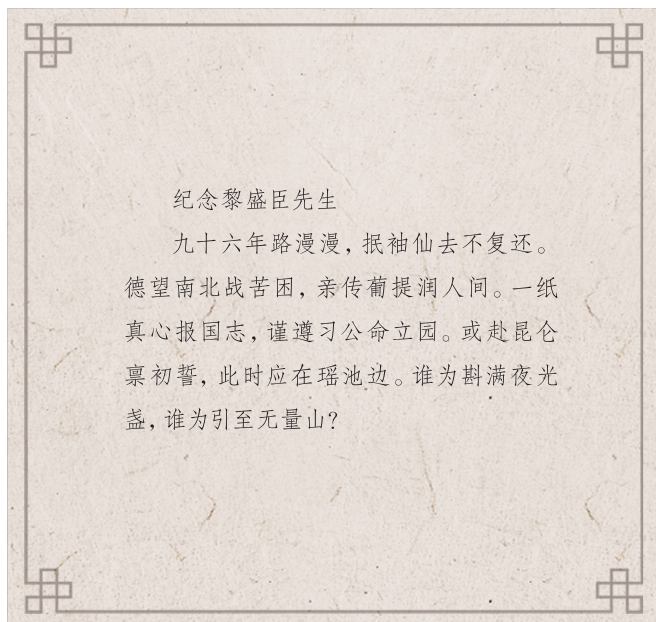 纪念黎盛臣先生
九十六年路漫漫，抿袖仙去不复还。
德望南北战苦困，亲传葡提润人间。一纸
真心报国志，谨遵习公命立园。或赴昆仑
禀初誓，此时应在瑶池边。谁为斟满夜光
盏，谁为引至无量山？